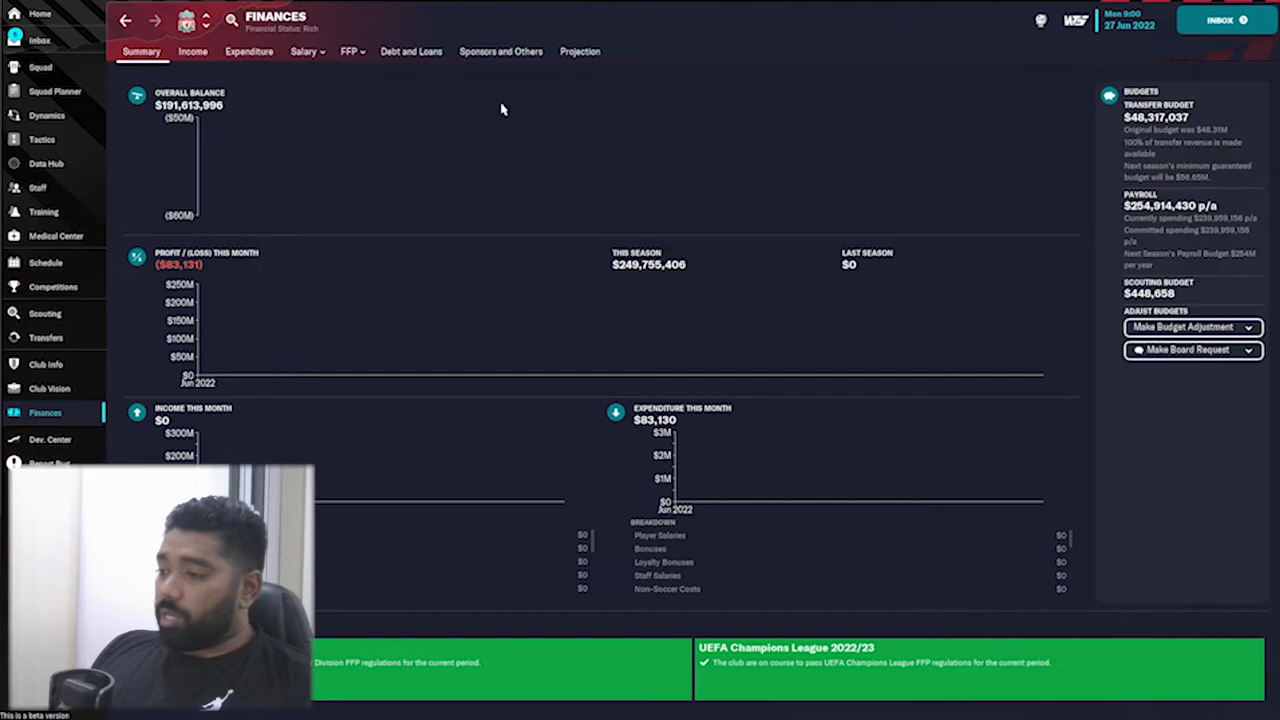 Home
Inbox
Squad
Squad Planner
Dynamics
Tactics
Data Hub
Staff
Training
Medical Center
Schedule
Competitions
Scouting
Transfers
Club Info
Club Vision
Finances
Dev. Center
This is a beta version
FINANCES
Financial Status: Rich
Mon 9:00
27 Jun 2022
INBOX
Summary
Income
Expenditure
Salary
FFP
Debt and Loans
Sponsors and Others
Projection
OVERALL BALANCE
$191,613,996
($50M)
($60M)
PROFIT / (LOSS) THIS MONTH
($83,131)
THIS SEASON
$249,755,406
LAST SEASON
$0
$250M
$200M
$150M
$100M
$50M
$0
Jun 2022
INCOME THIS MONTH
$0
$300M
$200M
$0
$0
$0
$0
$0
EXPENDITURE THIS MONTH
$83,130
$3M
$2M
$1M
$0
Jun 2022
BREAKDOWN
Player Salaries $0
Bonuses $0
Loyalty Bonuses $0
Staff Salaries $0
Non-Soccer Costs $0
BUDGETS
TRANSFER BUDGET
$48,317,037
Original budget was $48.31M
100% of transfer revenue is made
available
Next season's minimum guaranteed
budget will be $56.65M.
PAYROLL
$254,914,430 p/a
Currently spending $239,959,156 p/a
Committed spending $239,959,156
p/a
Next Season's Payroll Budget $254M
per year
SCOUTING BUDGET
$448,658
ADJUST BUDGETS
Make Budget Adjustment
Make Board Request
Division FFP regulations for the current period.
UEFA Champions League 2022/23
The club are on course to pass UEFA Champions League FFP regulations for the current period.